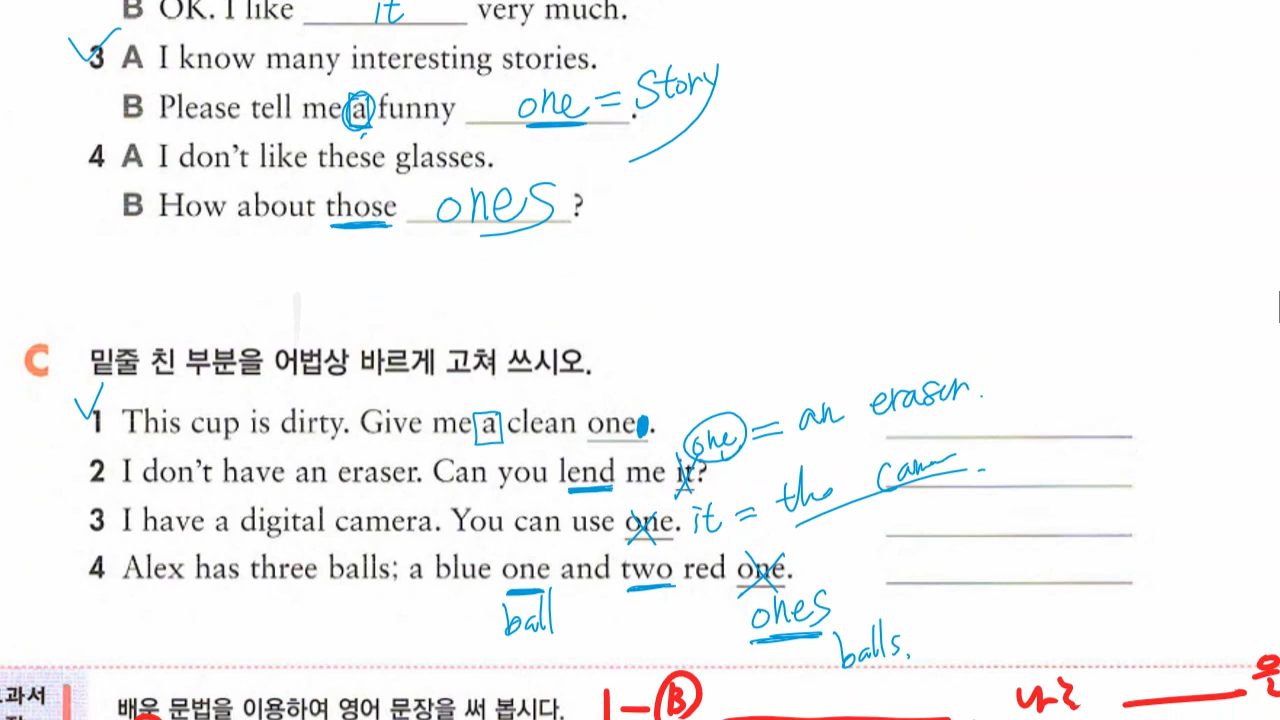 B OK. I like it very much.
3 A I know many interesting stories.
B Please tell me a funny one = story.
4 A I don't like these glasses.
B How about those ones ?
C 밑줄 친 부분을 어법상 바르게 고쳐 쓰시오.
1 This cup is dirty. Give me a clean one.
one = an eraser.
2 I don't have an eraser. Can you lend me it?
3 I have a digital camera. You can use one. it = the
4 Alex has three balls; a blue one and two red one.
ball ones
balls.
과서
배운 문법을 이용하여 영어 문장을 써 봅시다. 1-B 나는